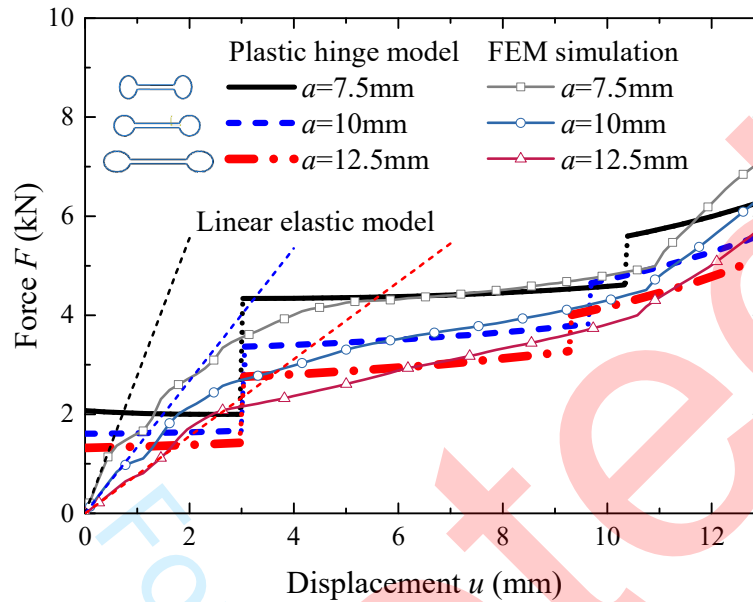 Plastic hinge model FEM simulation
a=7.5mm a=7.5mm
a=10mm a=10mm
a=12.5mm a=12.5mm
Linear elastic model
Force F (kN)
10
8
6
4
2
0
0 2 4 6 8 10 12
Displacement u (mm)